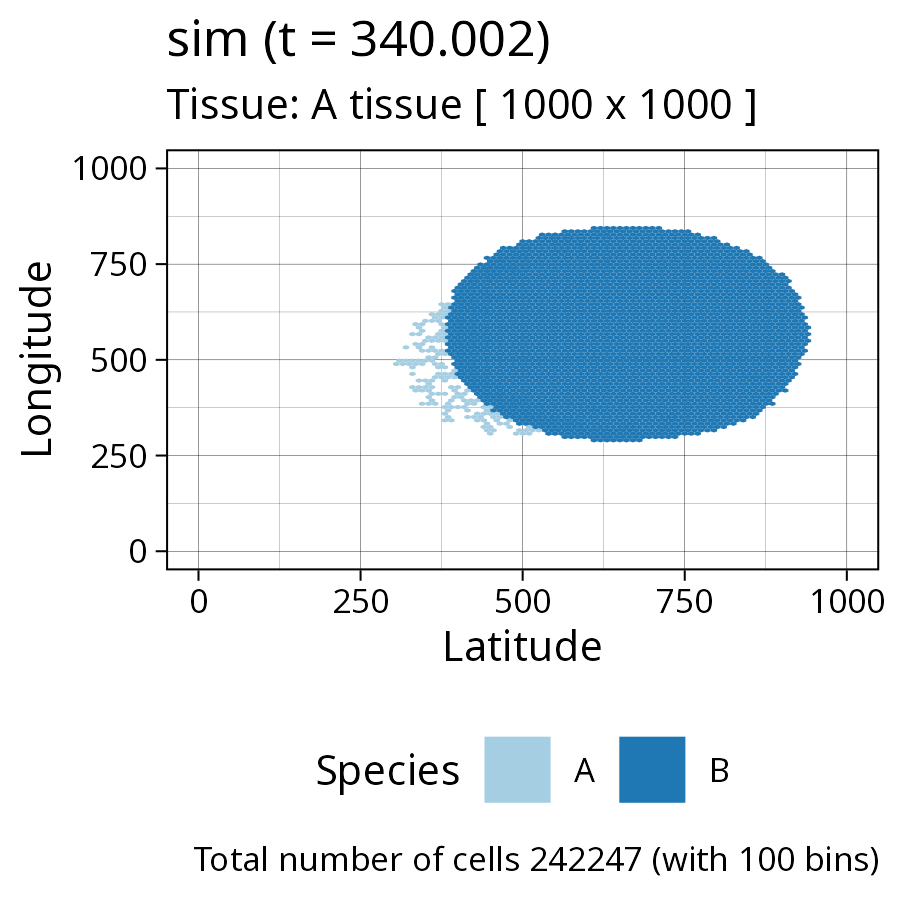 sim (t = 340.002)
Tissue: A tissue [ 1000 x 1000 ]
Longitude
1000
750
500
250
0
0 250 500 750 1000
Latitude
Species A B
Total number of cells 242247 (with 100 bins)